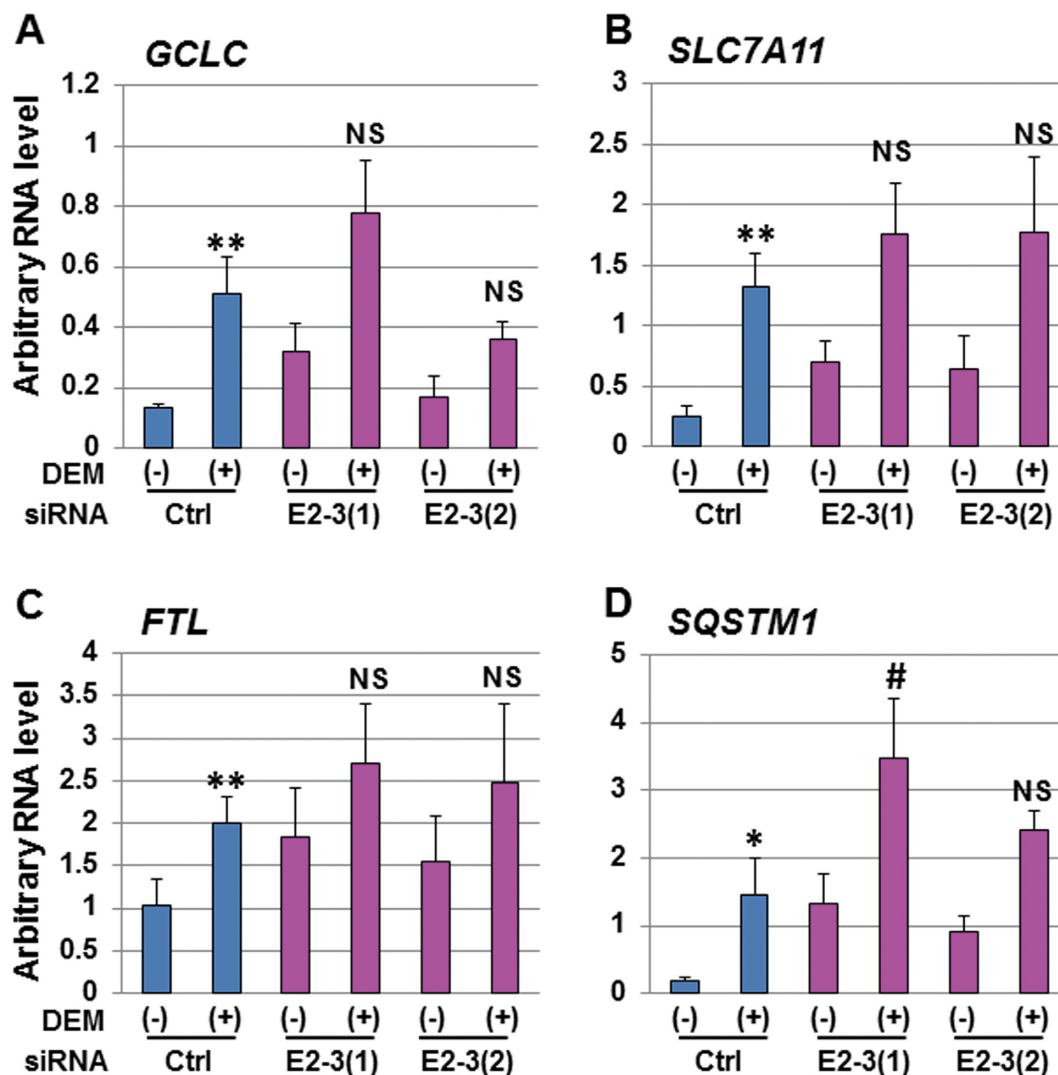 A
GCLC
Arbitrary RNA level
1.2
1
0.8
0.6
0.4
0.2
0
**
NS
NS
DEM (-) (+) (-) (+) (-) (+)
siRNA Ctrl E2-3(1) E2-3(2)
B
SLC7A11
3
2.5
2
1.5
1
0.5
0
**
NS
NS
(-) (+) (-) (+) (-) (+)
Ctrl E2-3(1) E2-3(2)
C
FTL
Arbitrary RNA level
4
3.5
3
2.5
2
1.5
1
0.5
0
**
NS
NS
DEM (-) (+) (-) (+) (-) (+)
siRNA Ctrl E2-3(1) E2-3(2)
D
SQSTM1
5
4
3
2
1
0
*
#
NS
(-) (+) (-) (+) (-) (+)
Ctrl E2-3(1) E2-3(2)